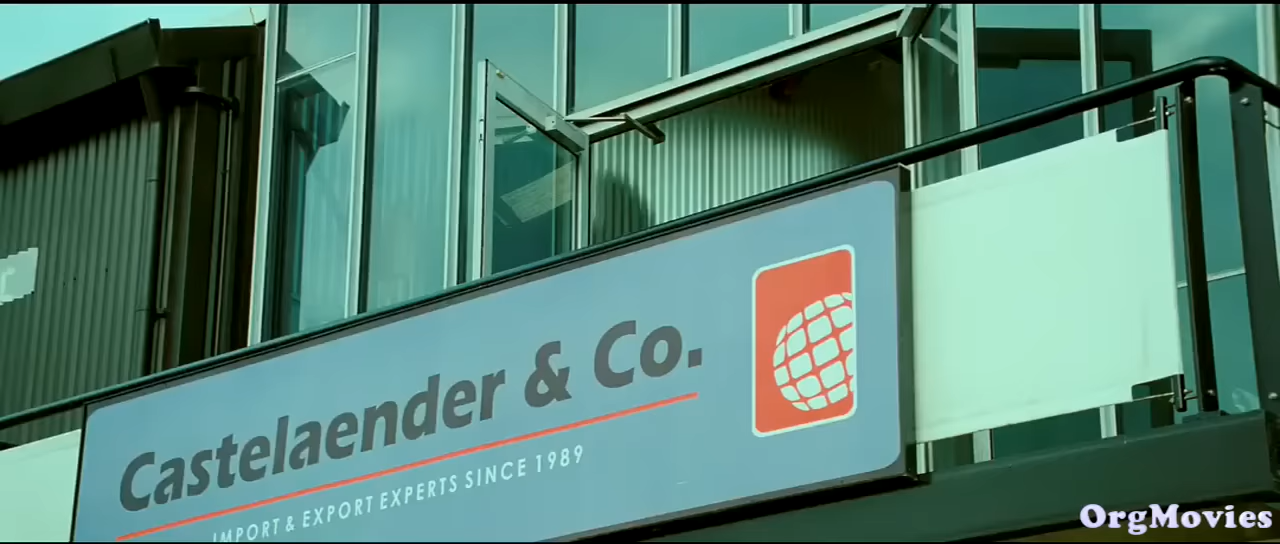 Castelaender & Co.
IMPORT & EXPORT EXPERTS SINCE 1989
OrgMovies